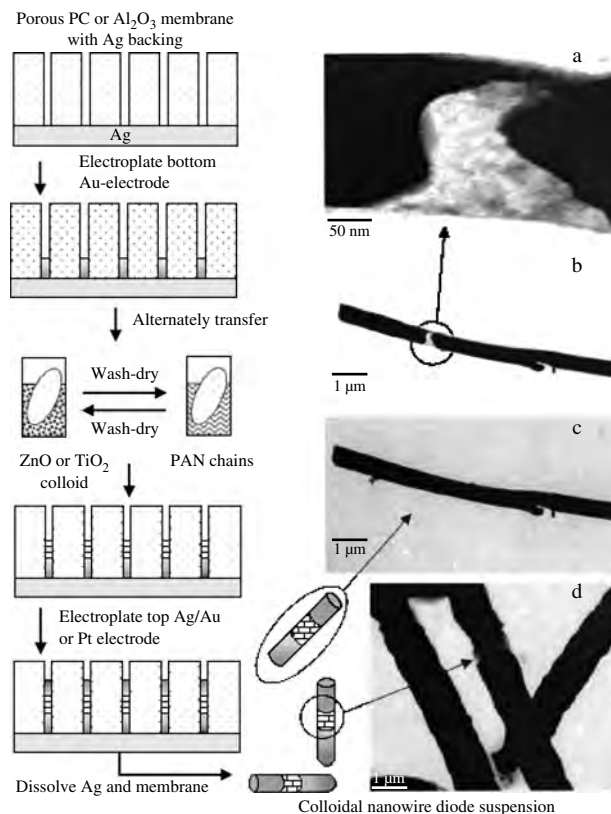 Porous PC or Al₂O₃ membrane
with Ag backing
Ag
Electroplate bottom
Au-electrode
Alternately transfer
Wash-dry
Wash-dry
ZnO or TiO₂
colloid
PAN chains
Electroplate top Ag/Au
or Pt electrode
Dissolve Ag and membrane
a
50 nm
b
1 μm
c
1 μm
d
1 μm
Colloidal nanowire diode suspension